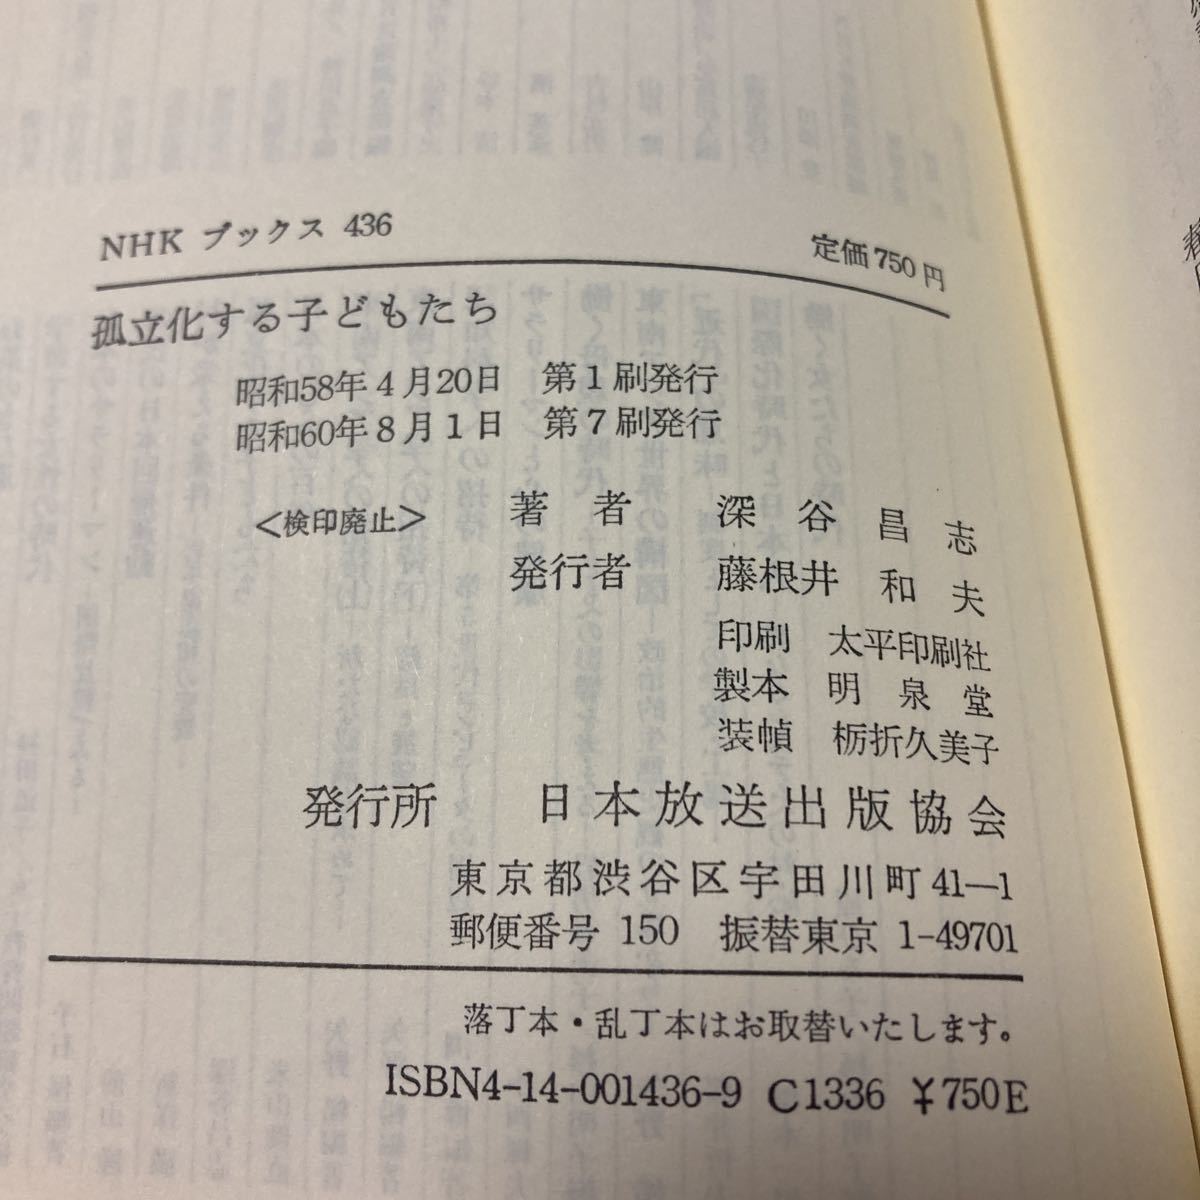 NHK ブックス 436
定価750円
孤立化する子どもたち
昭和58年4月20日 第1刷発行
昭和60年8月1日 第7刷発行
<検印廃止> 著者 深谷昌志
発行者 藤根井和夫
印刷 太平印刷社
製本 明泉堂
装幀 栃折久美子
発行所 日本放送出版協会
東京都渋谷区宇田川町41-1
郵便番号 150 振替東京 1-49701
落丁本・乱丁本はお取替いたします。
ISBN4-14-001436-9 C1336 ¥750E